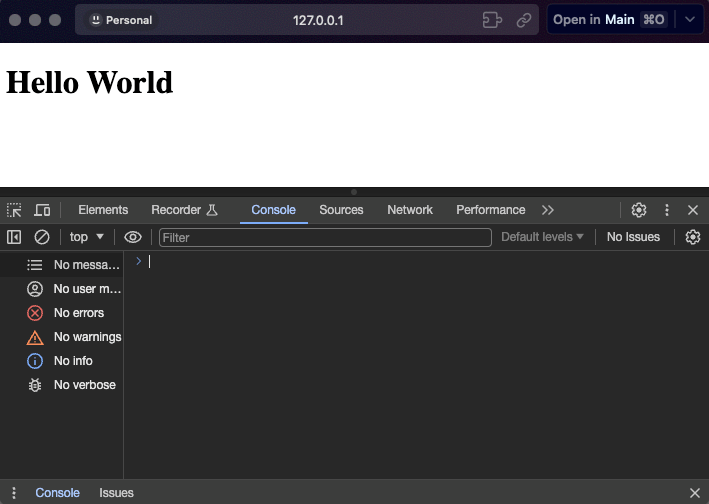 Personal 127.0.0.1 Open in Main ⌘O
Hello World
Elements Recorder Console Sources Network Performance
top Filter Default levels No Issues
No messa...
No user m...
No errors
No warnings
No info
No verbose
Console Issues